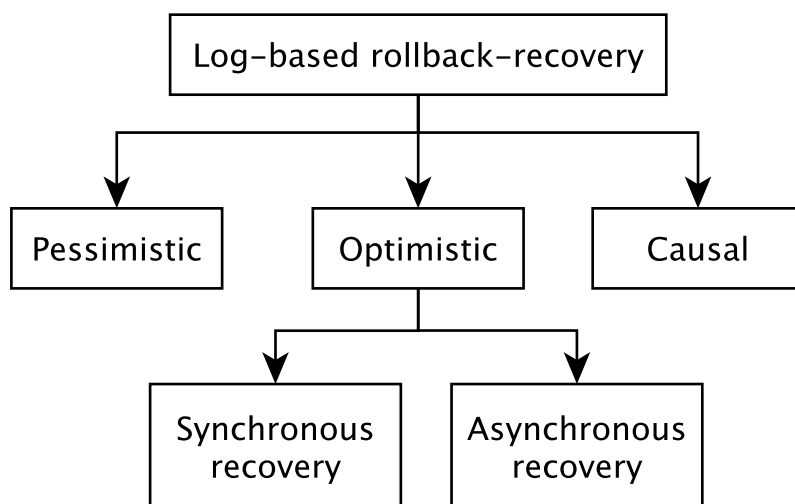 Log-based rollback-recovery
Pessimistic
Optimistic
Causal
Synchronous
recovery
Asynchronous
recovery